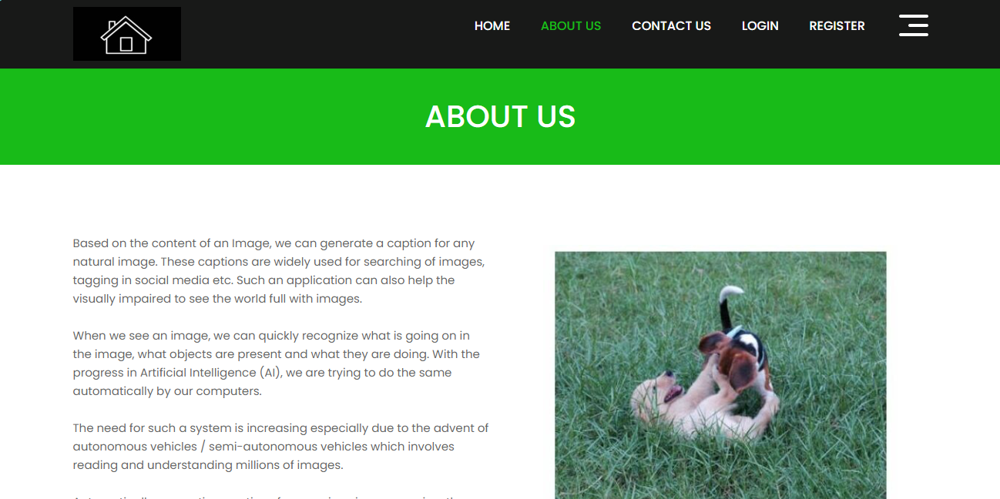 HOME
ABOUT US
CONTACT US
LOGIN
REGISTER
ABOUT US
Based on the content of an Image, we can generate a caption for any
natural image. These captions are widely used for searching of images,
tagging in social media etc. Such an application can also help the
visually impaired to see the world full with images.
When we see an image, we can quickly recognize what is going on in
the image, what objects are present and what they are doing. With the
progress in Artificial Intelligence (AI), we are trying to do the same
automatically by our computers.
The need for such a system is increasing especially due to the advent of
autonomous vehicles / semi-autonomous vehicles which involves
reading and understanding millions of images.